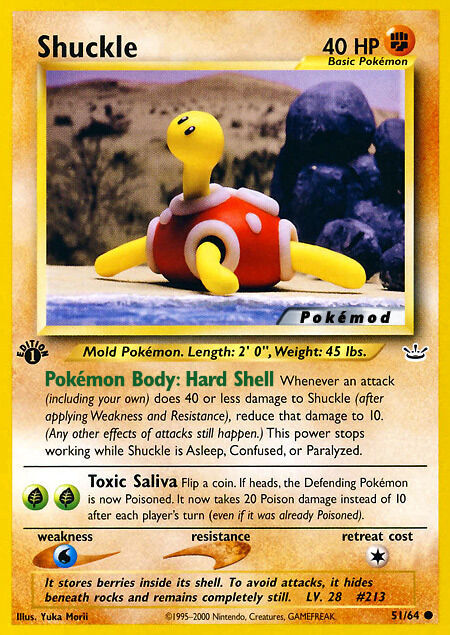 Shuckle 40 HP
Basic Pokémon
Pokémod
EDITION
1
Mold Pokémon. Length: 2' 0", Weight: 45 lbs.
Pokémon Body: Hard Shell Whenever an attack
(including your own) does 40 or less damage to Shuckle (after
applying Weakness and Resistance), reduce that damage to 10.
(Any other effects of attacks still happen.) This power stops
working while Shuckle is Asleep, Confused, or Paralyzed.
Toxic Saliva Flip a coin. If heads, the Defending Pokémon
is now Poisoned. It now takes 20 Poison damage instead of 10
after each player's turn (even if it was already Poisoned).
weakness resistance retreat cost
It stores berries inside its shell. To avoid attacks, it hides
beneath rocks and remains completely still. LV. 28 #213
Illus. Yuka Morii ©1995–2000 Nintendo, Creatures, GAMEFREAK. 51/64